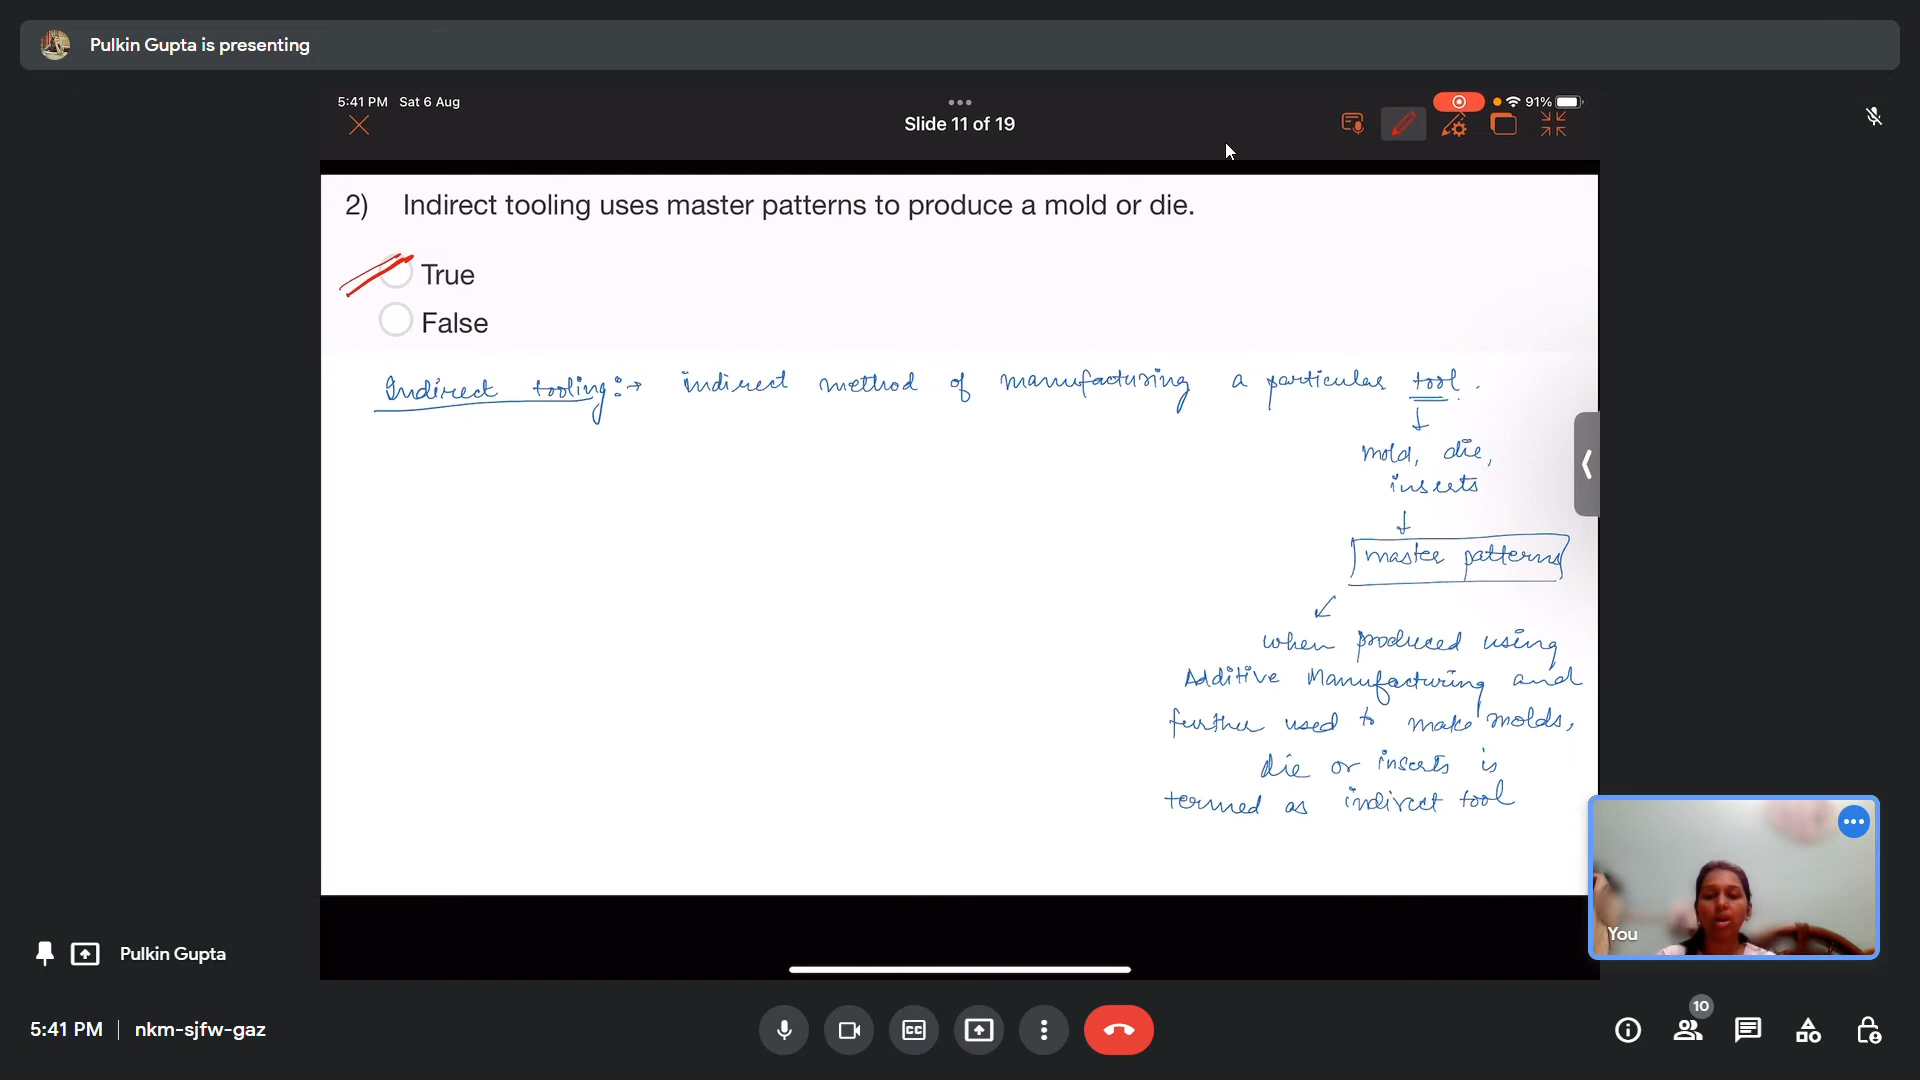 Pulkin Gupta is presenting
5:41 PM Sat 6 Aug
91%
Slide 11 of 19
2) Indirect tooling uses master patterns to produce a mold or die.
True
False
Indirect tooling :→ indirect method of manufacturing a particular tool.
mold, die,
inserts
master patterns
when produced using
Additive Manufacturing and
further used to make molds,
die or inserts is
termed as indirect tool
You
Pulkin Gupta
5:41 PM | nkm-sjfw-gaz
CC
10